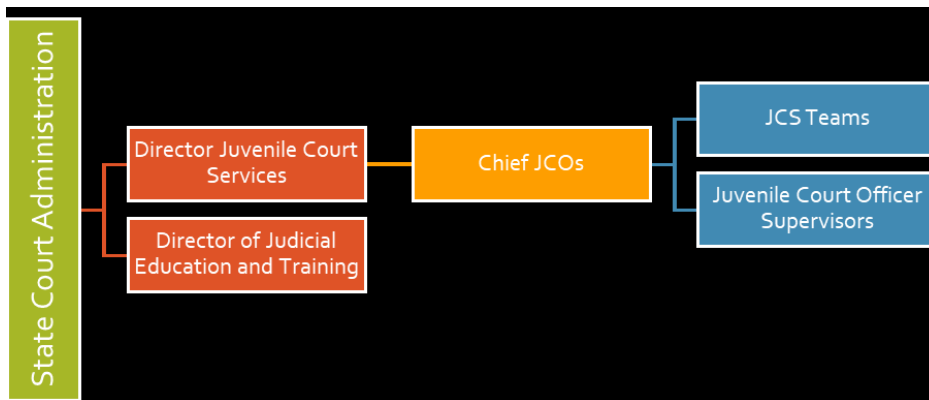 State Court Administration
Director Juvenile Court
Services
Director of Judicial
Education and Training
Chief JCOs
JCS Teams
Juvenile Court Officer
Supervisors